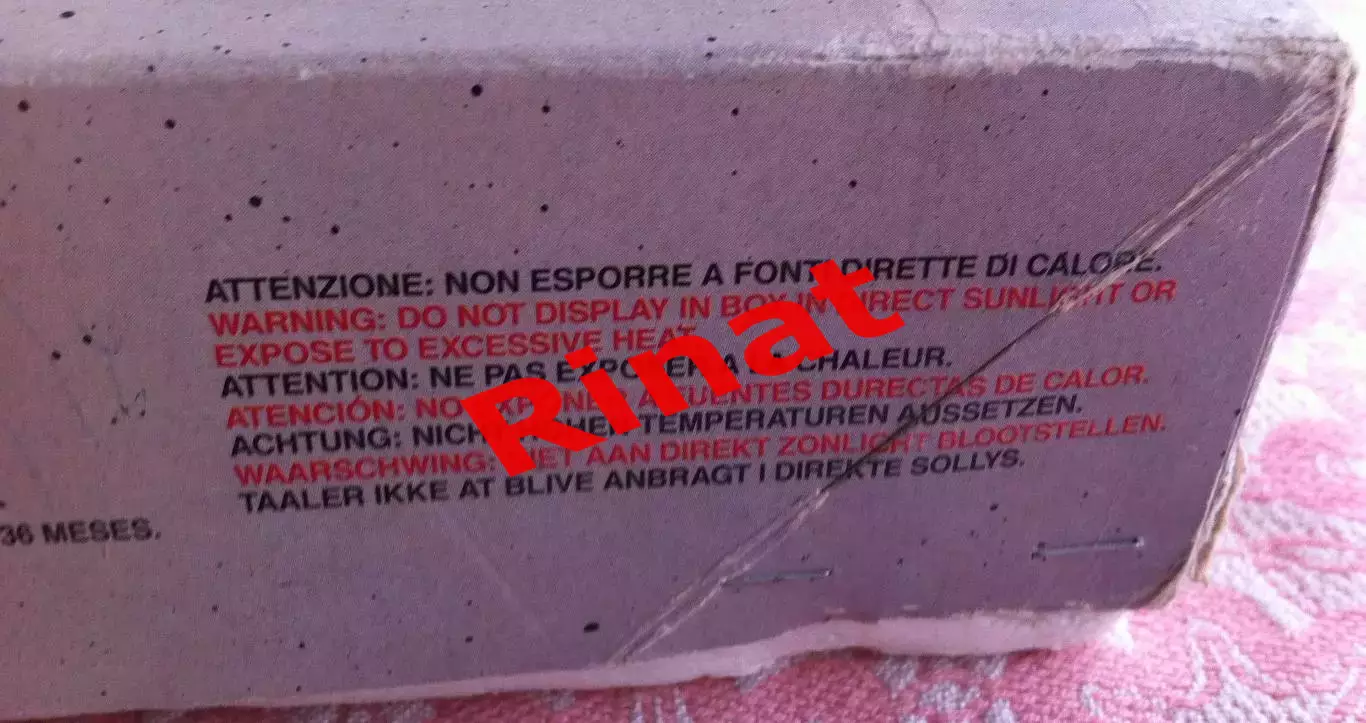 ATTENZIONE: NON ESPORRE A FONTI DIRETTE DI CALORE.
WARNING: DO NOT DISPLAY IN BOX IN DIRECT SUNLIGHT OR
EXPOSE TO EXCESSIVE HEAT
ATTENTION: NE PAS EXPOSER A LA CHALEUR.
ATENCIÓN: NO EXPONER A FUENTES DURECTAS DE CALOR.
ACHTUNG: NICHT HOHEN TEMPERATUREN AUSSETZEN.
WAARSCHWING: NIET AAN DIREKT ZONLICHT BLOOTSTELLEN.
TAALER IKKE AT BLIVE ANBRAGT I DIREKTE SOLLYS.
36 MESES.
Rinat